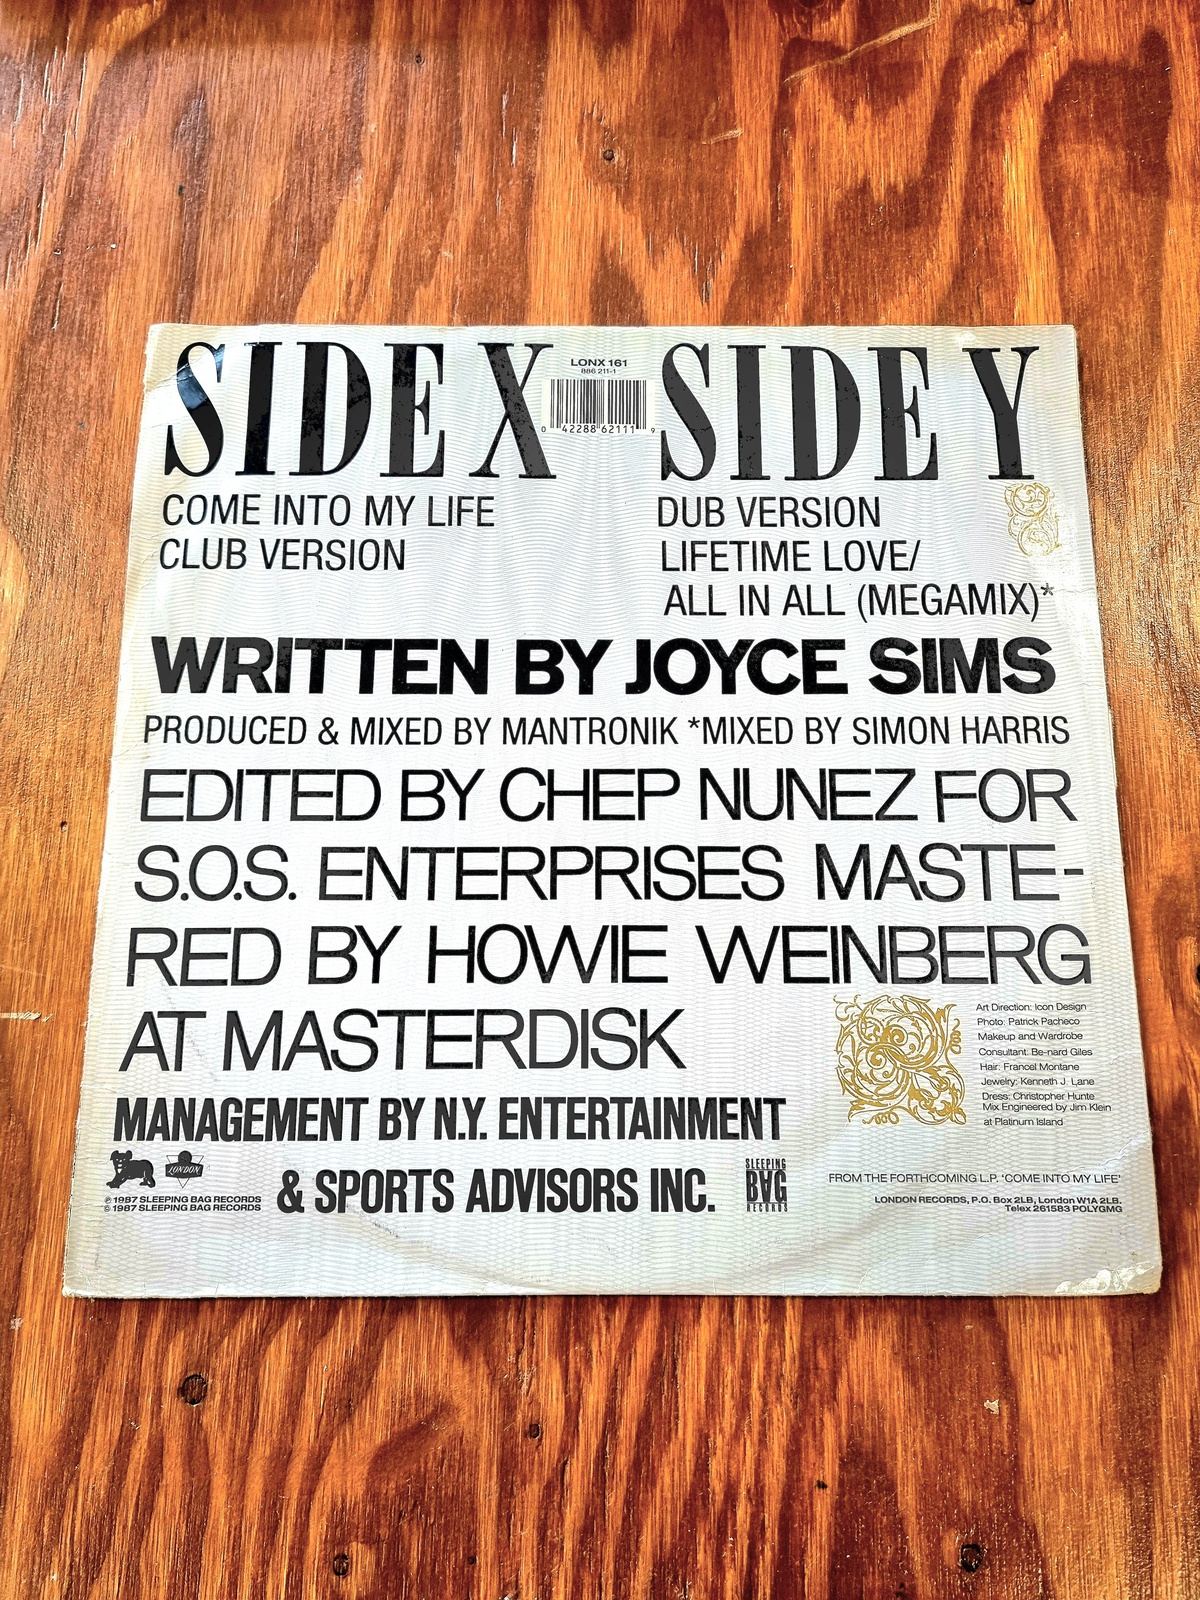 SIDE X
LONX 161
886 211-1
0 42288 62111 9
SIDE Y
COME INTO MY LIFE
CLUB VERSION
DUB VERSION
LIFETIME LOVE/
ALL IN ALL (MEGAMIX)*
WRITTEN BY JOYCE SIMS
PRODUCED & MIXED BY MANTRONIK *MIXED BY SIMON HARRIS
EDITED BY CHEP NUNEZ FOR
S.O.S. ENTERPRISES MASTE-
RED BY HOWIE WEINBERG
AT MASTERDISK
Art Direction: Icon Design
Photo: Patrick Pacheco
Makeup and Wardrobe
Consultant: Be-nard Giles
Hair: Francel Montane
Jewelry: Kenneth J. Lane
Dress: Christopher Hunte
Mix Engineered by Jim Klein
at Platinum Island
MANAGEMENT BY N.Y. ENTERTAINMENT
& SPORTS ADVISORS INC.
LONDON
℗ 1987 SLEEPING BAG RECORDS
© 1987 SLEEPING BAG RECORDS
SLEEPING
BAG
RECORDS
FROM THE FORTHCOMING L.P. 'COME INTO MY LIFE'
LONDON RECORDS, P.O. Box 2LB, London W1A 2LB.
Telex 261583 POLYGMG